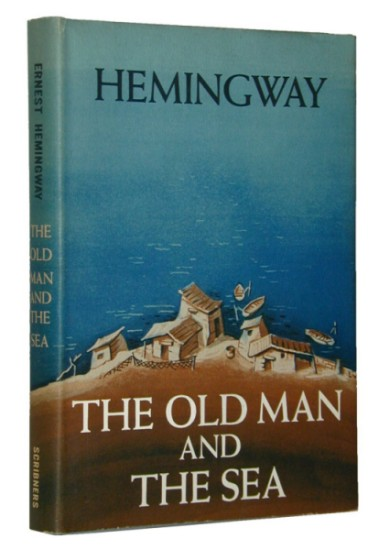 HEMINGWAY
THE OLD MAN
AND
THE SEA
ERNEST HEMINGWAY
THE
OLD
MAN
AND
THE
SEA
SCRIBNERS